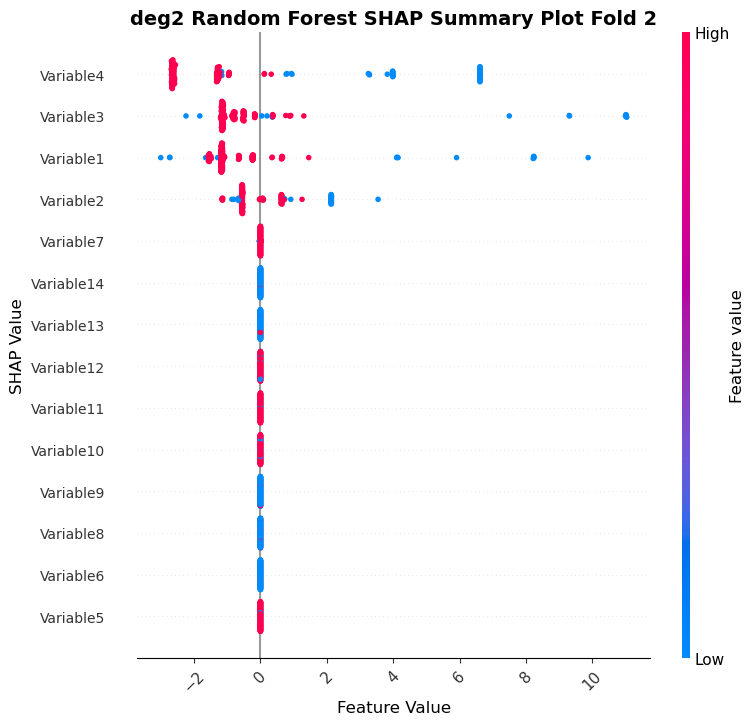 deg2 Random Forest SHAP Summary Plot Fold 2
High
Variable4
Variable3
Variable1
Variable2
Variable7
Variable14
Variable13
Variable12
Variable11
Variable10
Variable9
Variable8
Variable6
Variable5
SHAP Value
Feature value
Low
−2
0
2
4
6
8
10
Feature Value